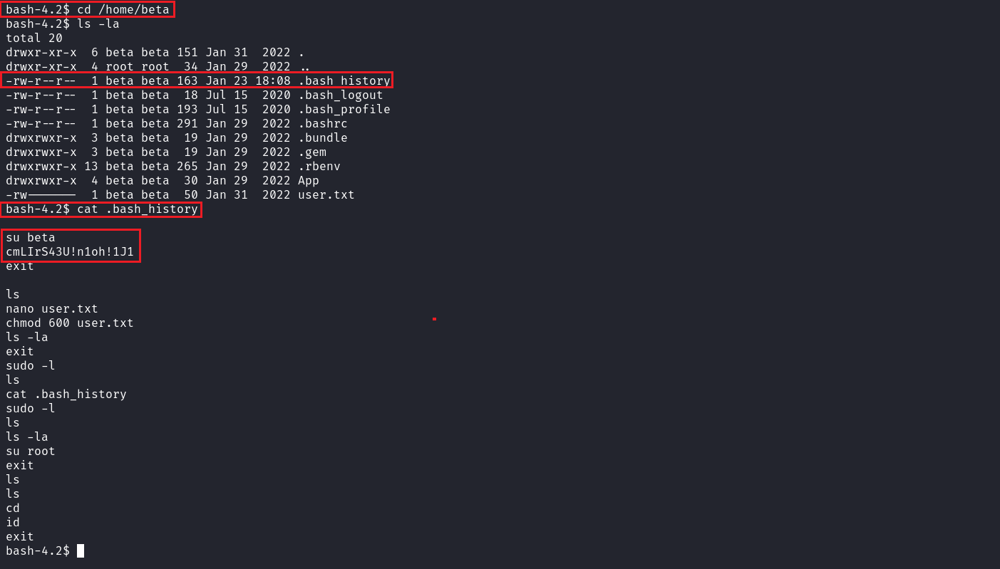 bash-4.2$ cd /home/beta
bash-4.2$ ls -la
total 20
drwxr-xr-x  6 beta beta 151 Jan 31  2022 .
drwxr-xr-x  4 root root  34 Jan 29  2022 ..
-rw-r--r--  1 beta beta 163 Jan 23 18:08 .bash_history
-rw-r--r--  1 beta beta  18 Jul 15  2020 .bash_logout
-rw-r--r--  1 beta beta 193 Jul 15  2020 .bash_profile
-rw-r--r--  1 beta beta 291 Jan 29  2022 .bashrc
drwxrwxr-x  3 beta beta  19 Jan 29  2022 .bundle
drwxrwxr-x  3 beta beta  19 Jan 29  2022 .gem
drwxrwxr-x 13 beta beta 265 Jan 29  2022 .rbenv
drwxrwxr-x  4 beta beta  30 Jan 29  2022 App
-rw-------  1 beta beta  50 Jan 31  2022 user.txt
bash-4.2$ cat .bash_history
su beta
cmLIrS43U!n1oh!1J1
exit
ls
nano user.txt
chmod 600 user.txt
ls -la
exit
sudo -l
ls
cat .bash_history
sudo -l
ls
ls -la
su root
exit
ls
ls
cd
id
exit
bash-4.2$